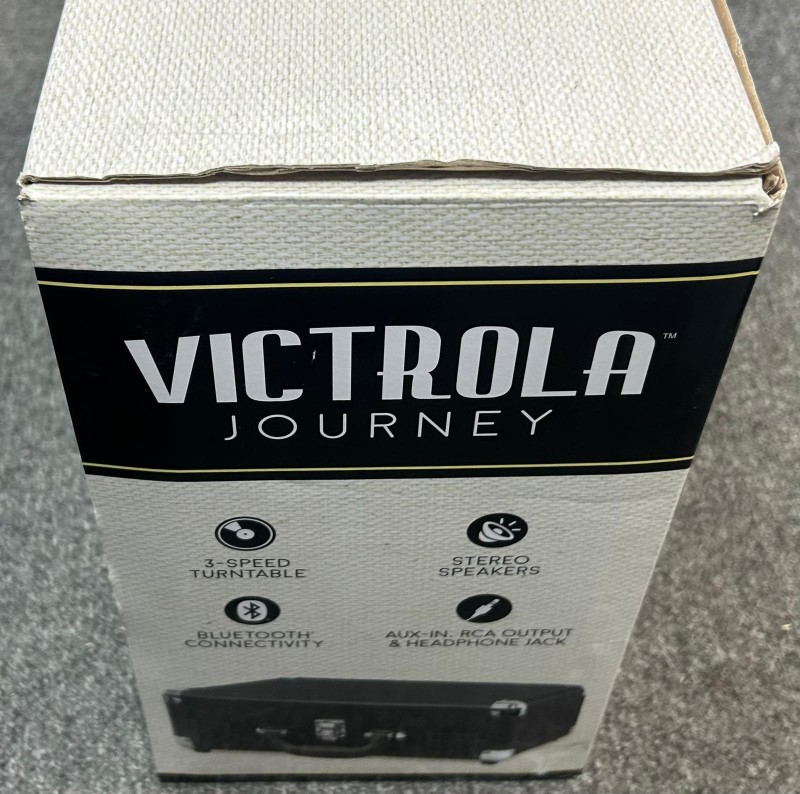 VICTROLA™
JOURNEY
3-SPEED
TURNTABLE
STEREO
SPEAKERS
BLUETOOTH®
CONNECTIVITY
AUX-IN, RCA OUTPUT
& HEADPHONE JACK